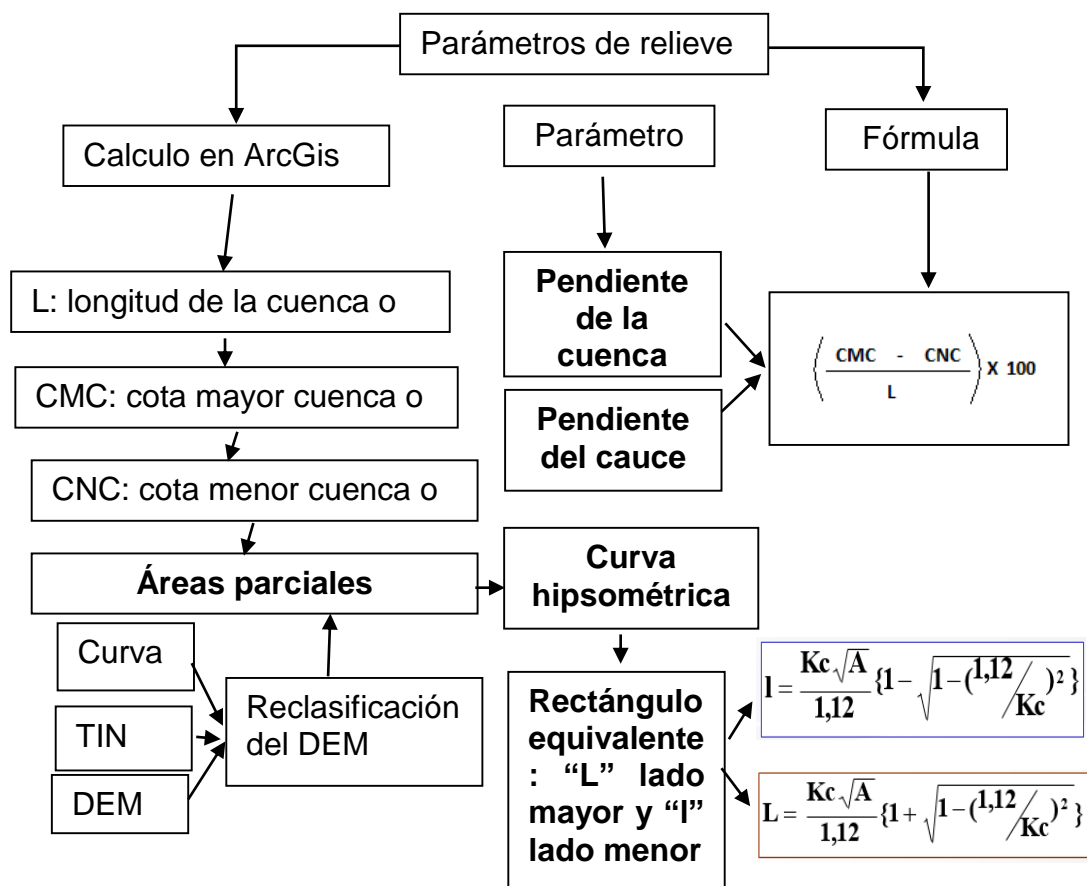 Parámetros de relieve
Calculo en ArcGis
Parámetro
Fórmula
L: longitud de la cuenca o
CMC: cota mayor cuenca o
CNC: cota menor cuenca o
Pendiente
de la
cuenca
Pendiente
del cauce
( CMC - CNC / L ) X 100
Áreas parciales
Curva
hipsométrica
Curva
TIN
DEM
Reclasificación
del DEM
Rectángulo
equivalente
: “L” lado
mayor y “l”
lado menor
l = Kc√A / 1,12 {1 - √1 - (1,12/Kc)²}
L = Kc√A / 1,12 {1 + √1 - (1,12/Kc)²}